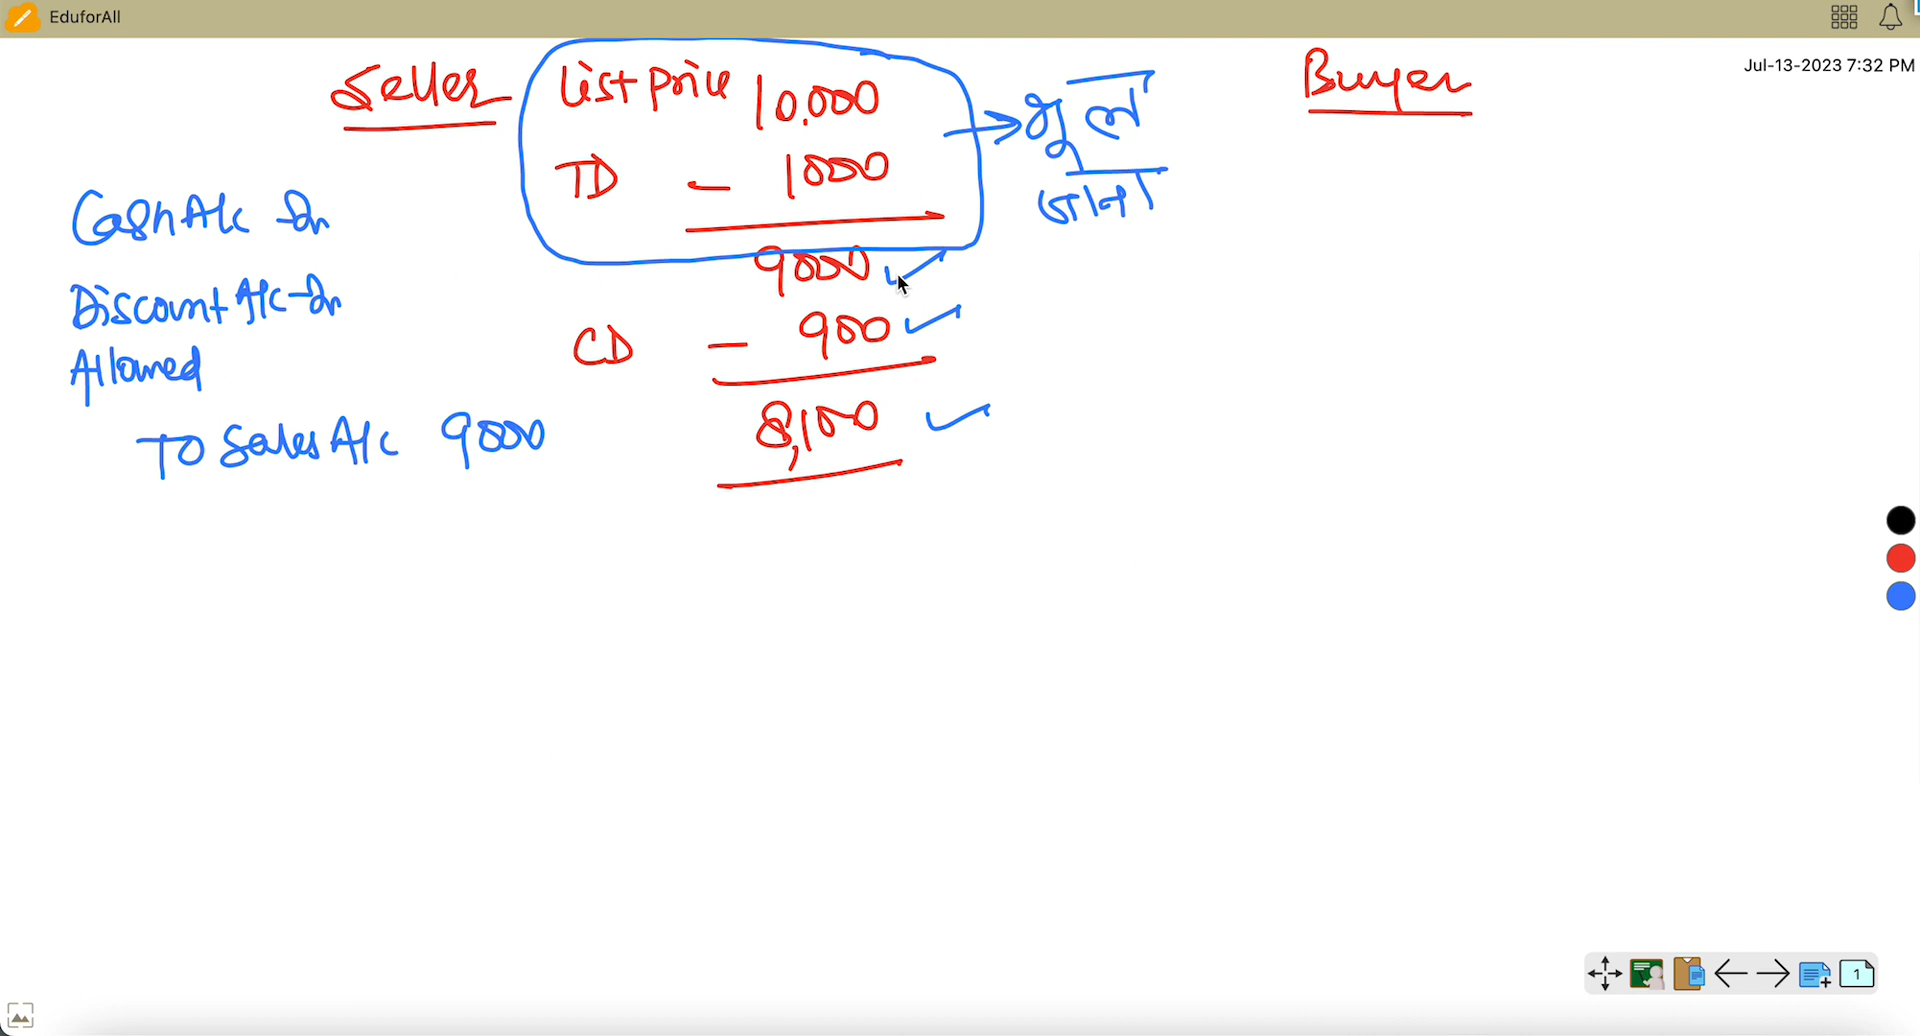 EduforAll
Jul-13-2023 7:32 PM
Seller
List Price 10,000
TD - 1000
9000
CD - 900
8,100
भूल
जाना
Buyer
Cash A/c Dr
Discount A/c Dr
Allowed
To Sales A/c 9000
1